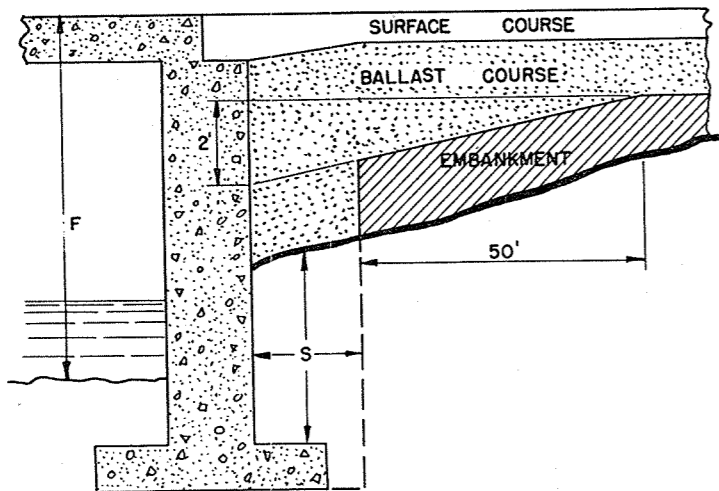 SURFACE COURSE
BALLAST COURSE
2'
EMBANKMENT
F
50'
S